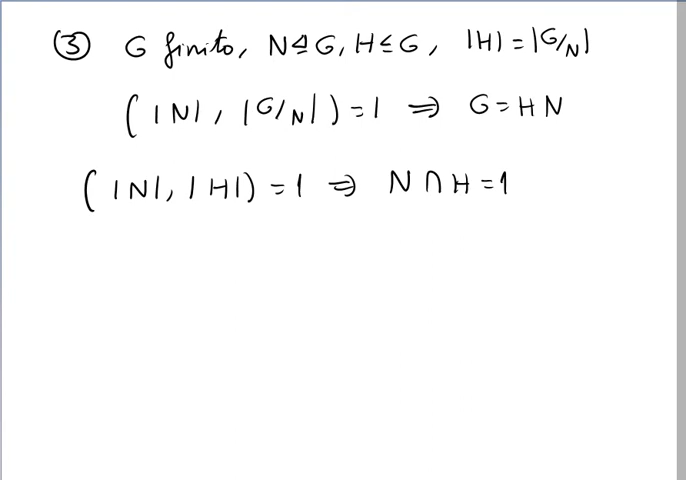 ③ G finito, N⊴G, H≤G, |H|=|G/N|
(|N|, |G/N|)=1 ⇒ G=HN
(|N|, |H|)=1 ⇒ N∩H=1